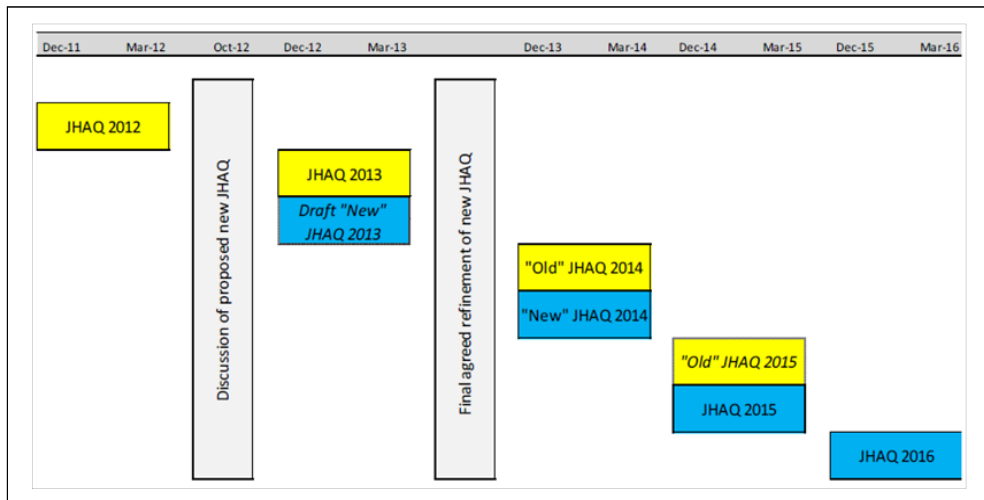 Dec-11 Mar-12 Oct-12 Dec-12 Mar-13 Dec-13 Mar-14 Dec-14 Mar-15 Dec-15 Mar-16
JHAQ 2012
Discussion of proposed new JHAQ
JHAQ 2013
Draft "New"
JHAQ 2013
Final agreed refinement of new JHAQ
"Old" JHAQ 2014
"New" JHAQ 2014
"Old" JHAQ 2015
JHAQ 2015
JHAQ 2016